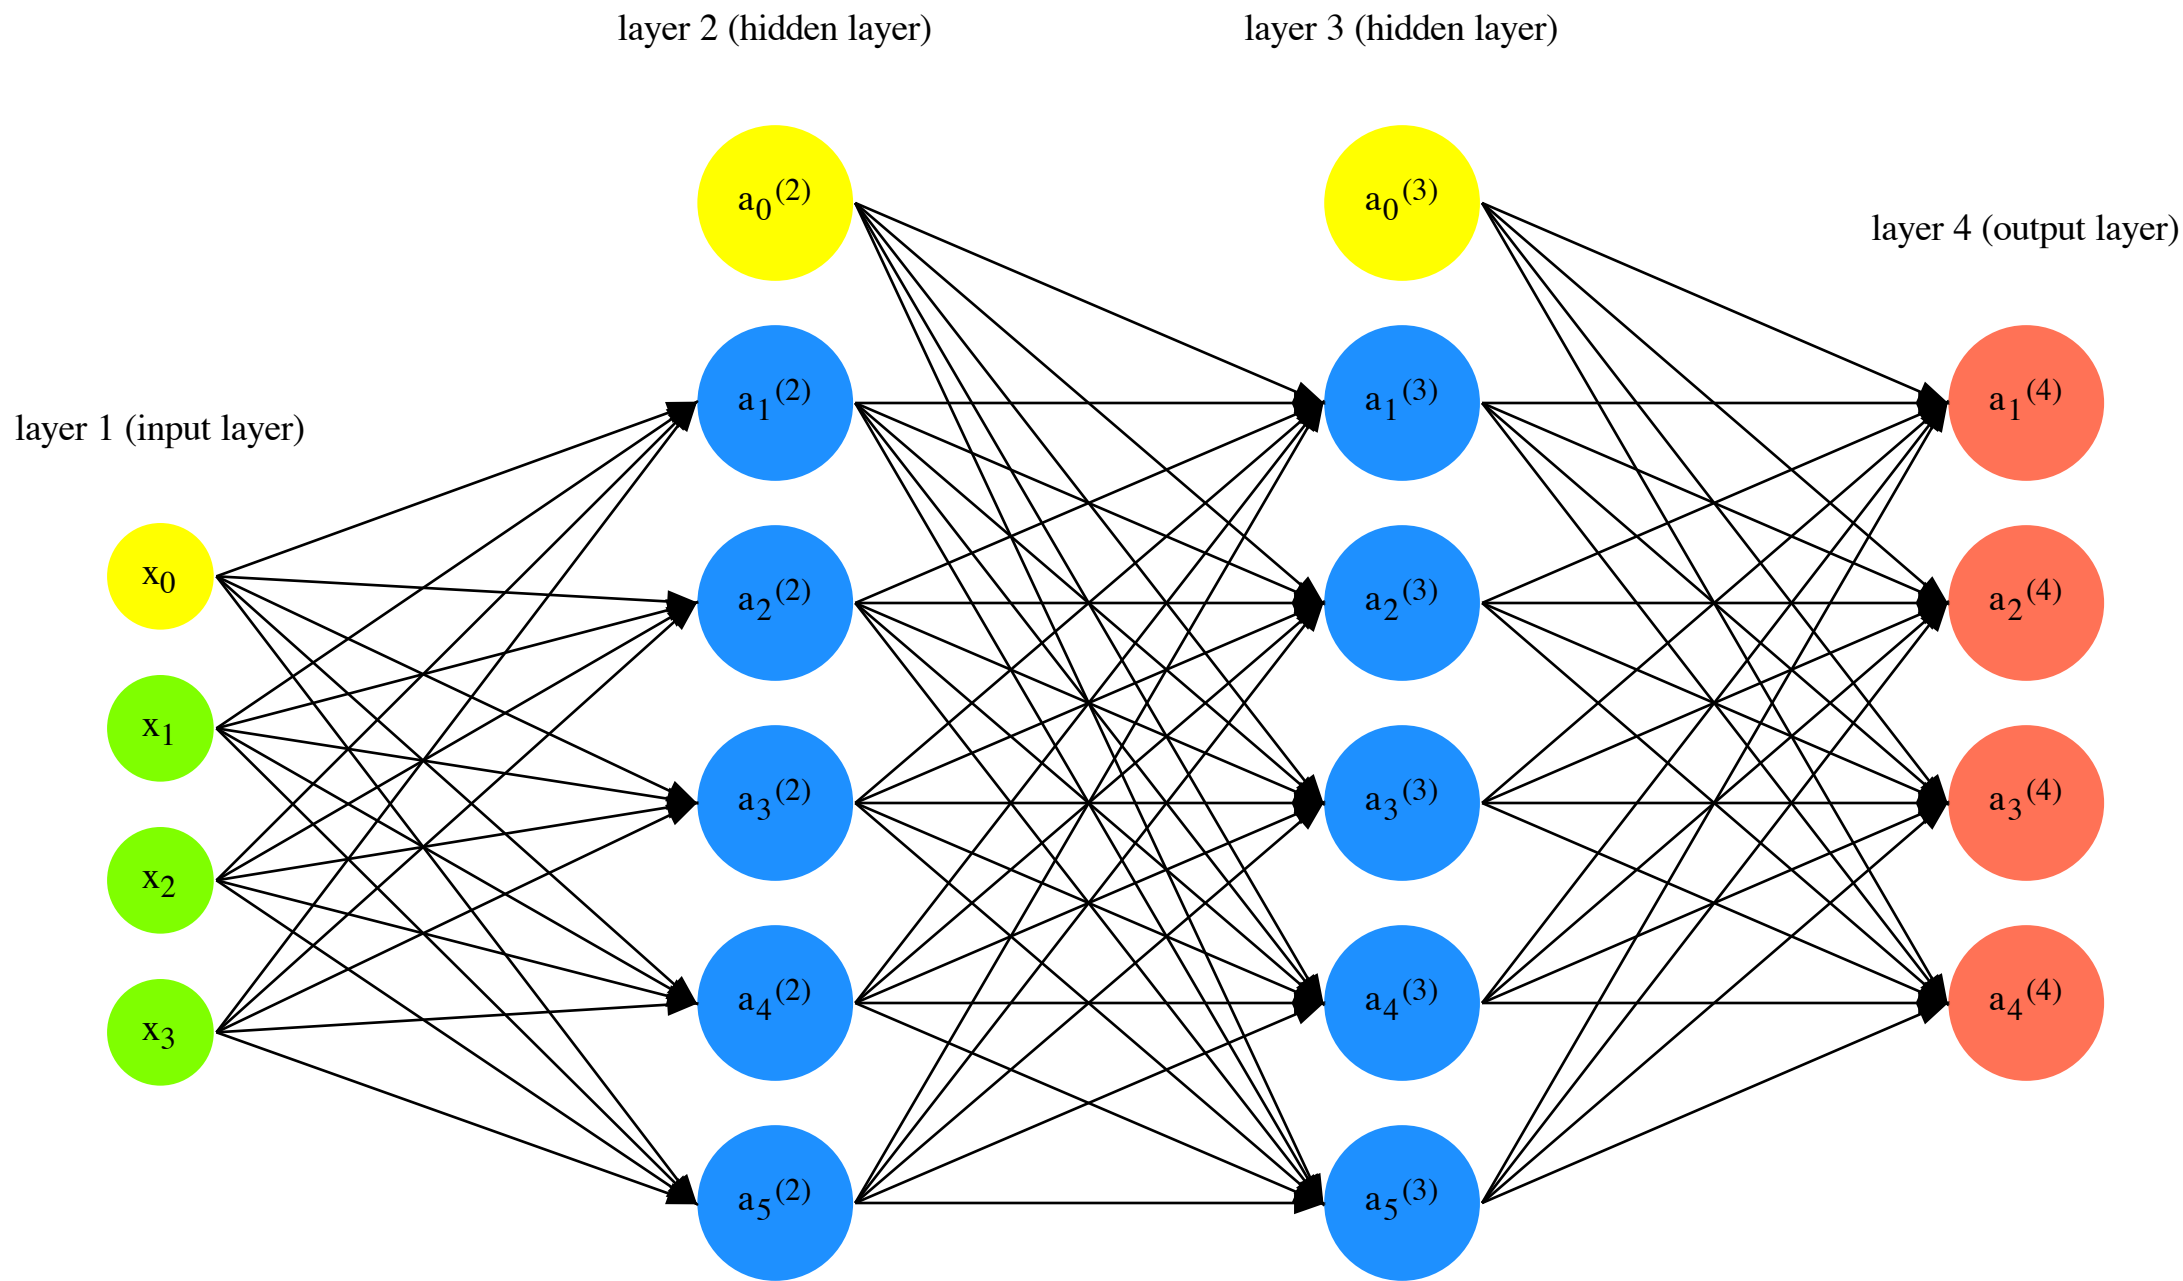 layer 2 (hidden layer)
layer 3 (hidden layer)
layer 4 (output layer)
layer 1 (input layer)
x₀
x₁
x₂
x₃
a₀⁽²⁾
a₁⁽²⁾
a₂⁽²⁾
a₃⁽²⁾
a₄⁽²⁾
a₅⁽²⁾
a₀⁽³⁾
a₁⁽³⁾
a₂⁽³⁾
a₃⁽³⁾
a₄⁽³⁾
a₅⁽³⁾
a₁⁽⁴⁾
a₂⁽⁴⁾
a₃⁽⁴⁾
a₄⁽⁴⁾